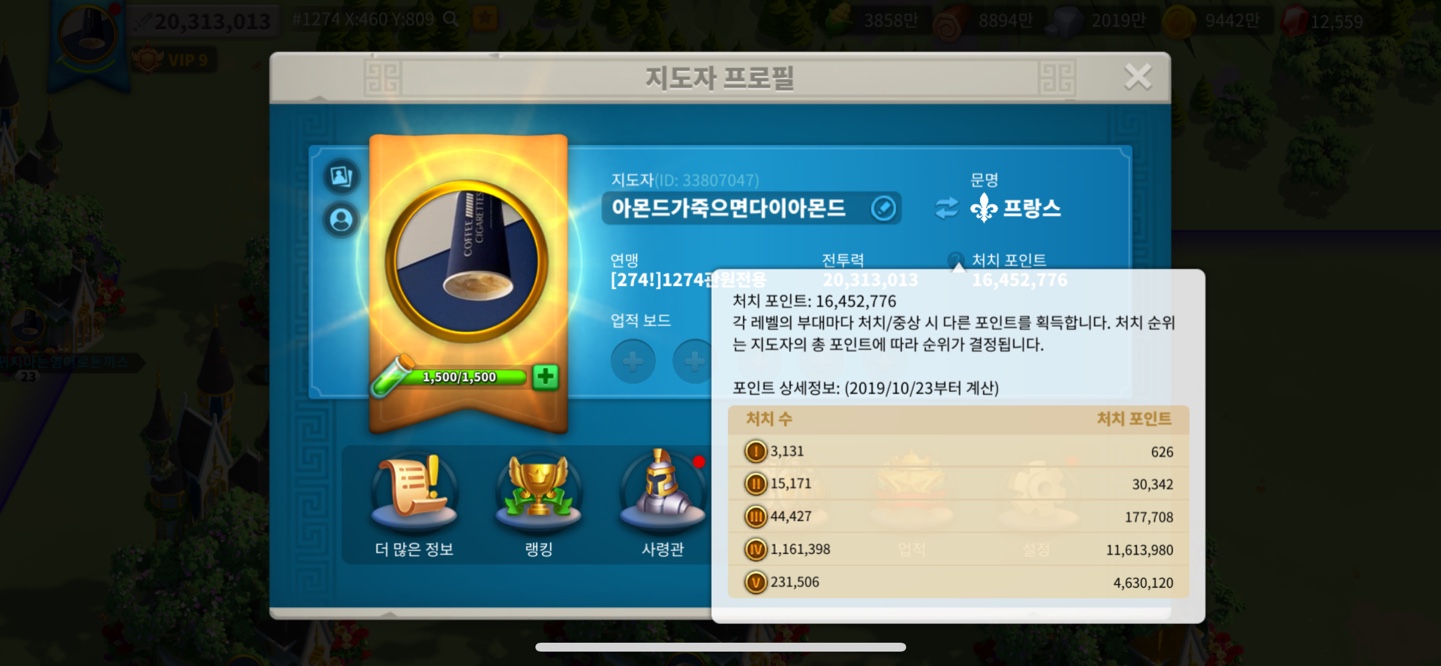 20,313,013
#1274 X:460 Y:809
3858만
8894만
2019만
9442만
12,559
VIP 9
지도자 프로필
지도자(ID: 33807047)
아몬드가죽으면다이아몬드
문명
프랑스
COFFEE
CIGARETTES
연맹
[274!]1274관원전용
전투력
20,313,013
처치 포인트
16,452,776
업적 보드
1,500/1,500
처치 포인트: 16,452,776
각 레벨의 부대마다 처치/중상 시 다른 포인트를 획득합니다. 처치 순위
는 지도자의 총 포인트에 따라 순위가 결정됩니다.
포인트 상세정보: (2019/10/23부터 계산)
처치 수 처치 포인트
I 3,131 626
II 15,171 30,342
III 44,427 177,708
IV 1,161,398 11,613,980
V 231,506 4,630,120
더 많은 정보
랭킹
사령관
업적
설정
23